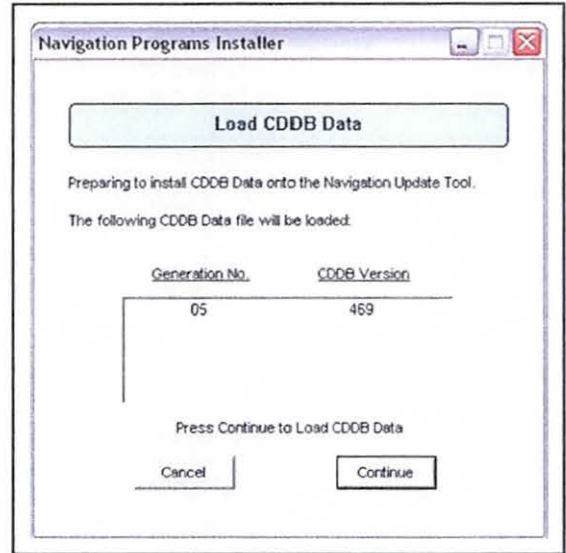 Navigation Programs Installer
Load CDDB Data
Preparing to install CDDB Data onto the Navigation Update Tool.
The following CDDB Data file will be loaded:
Generation No. CDDB Version
05 469
Press Continue to Load CDDB Data
Cancel Continue